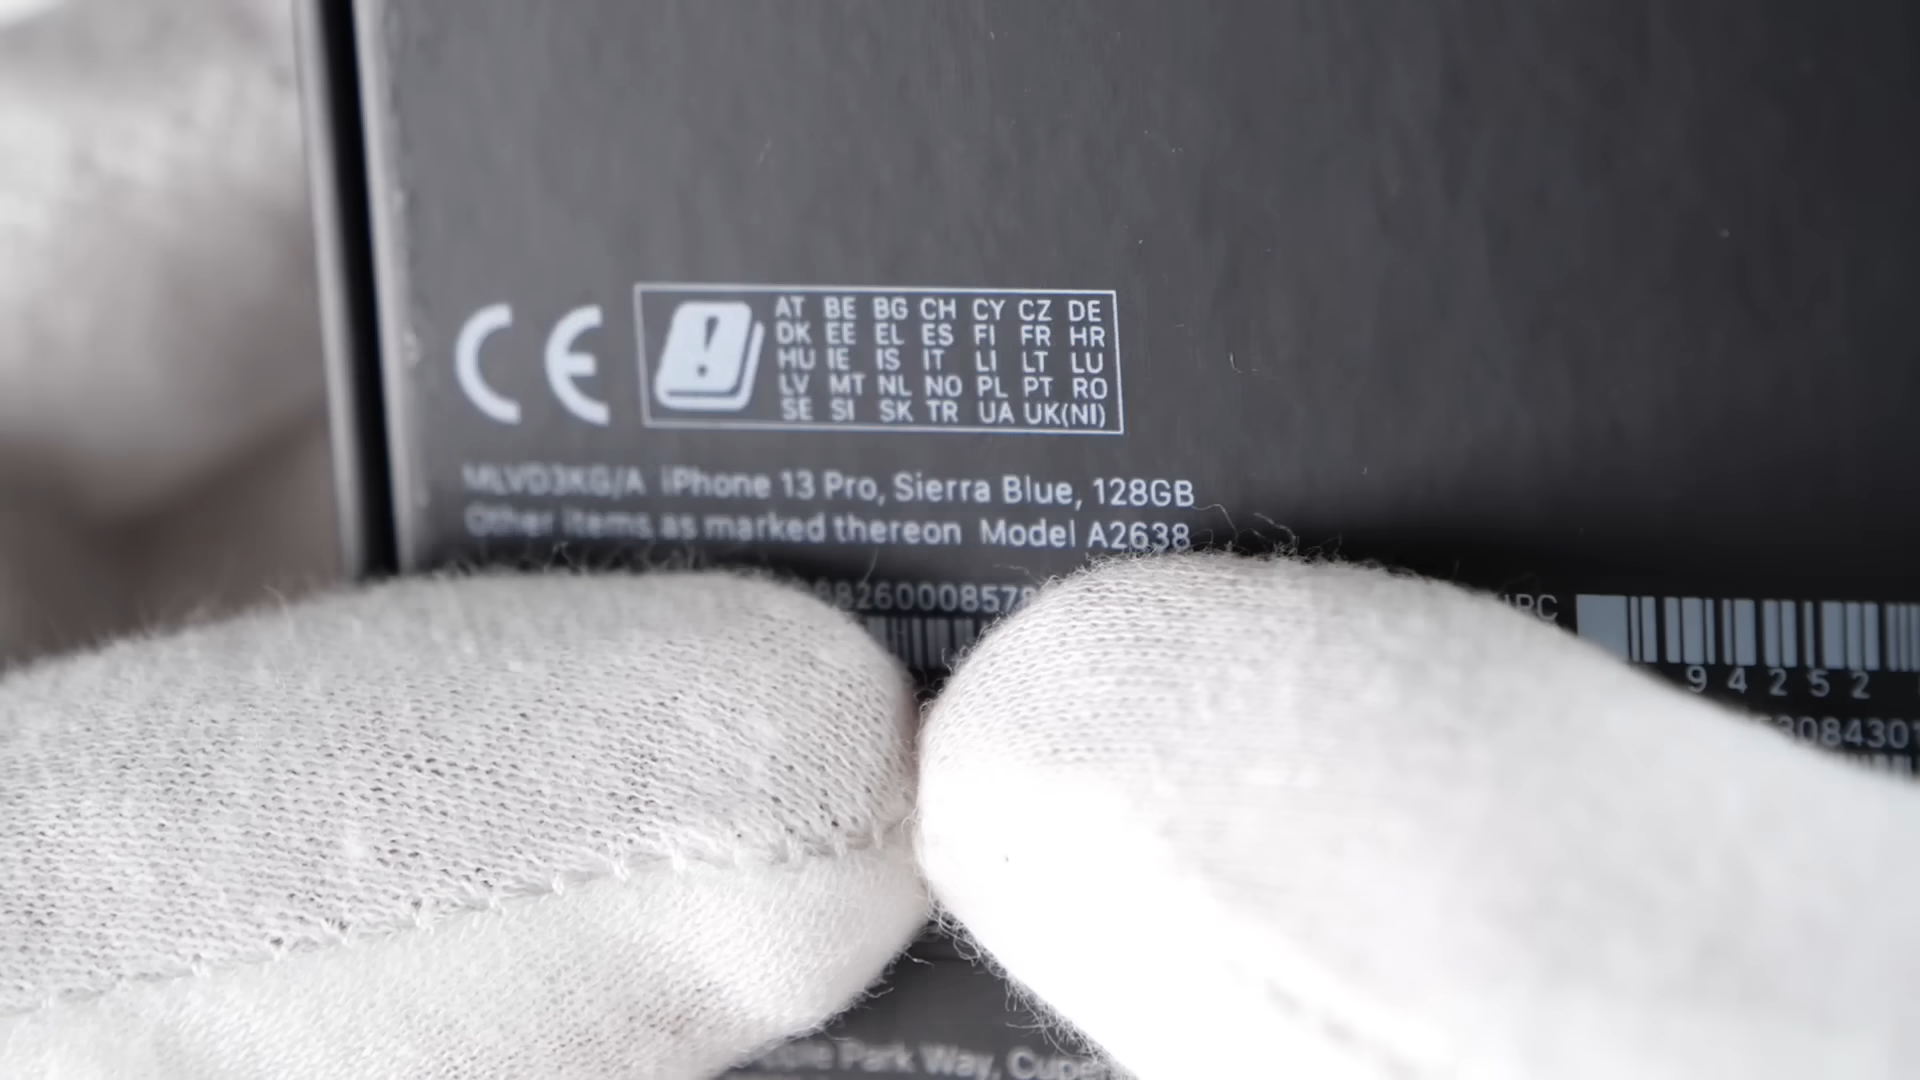 CE
AT BE BG CH CY CZ DE
DK EE EL ES FI FR HR
HU IE IS IT LI LT LU
LV MT NL NO PL PT RO
SE SI SK TR UA UK(NI)
MLVD3KG/A iPhone 13 Pro, Sierra Blue, 128GB
Other items as marked thereon Model A2638
94252
Park Way,